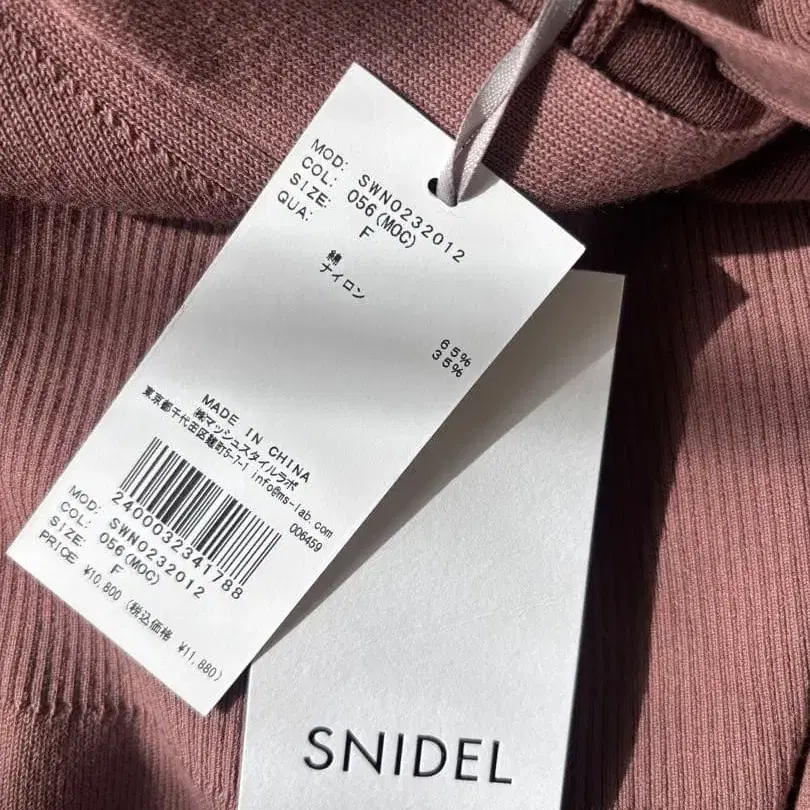 MOD: SWN0232012
COL: 056(MOC)
SIZE: F
QUA:
綿 65%
ナイロン 35%
MADE IN CHINA
㈱マッシュスタイルラボ
東京都千代田区麹町5-7-1 info@ms-lab.com
006459
2400032341788
MOD: SWN0232012
COL: 056(MOC)
SIZE: F
PRICE ¥10,800 (税込価格 ¥11,880)
SNIDEL